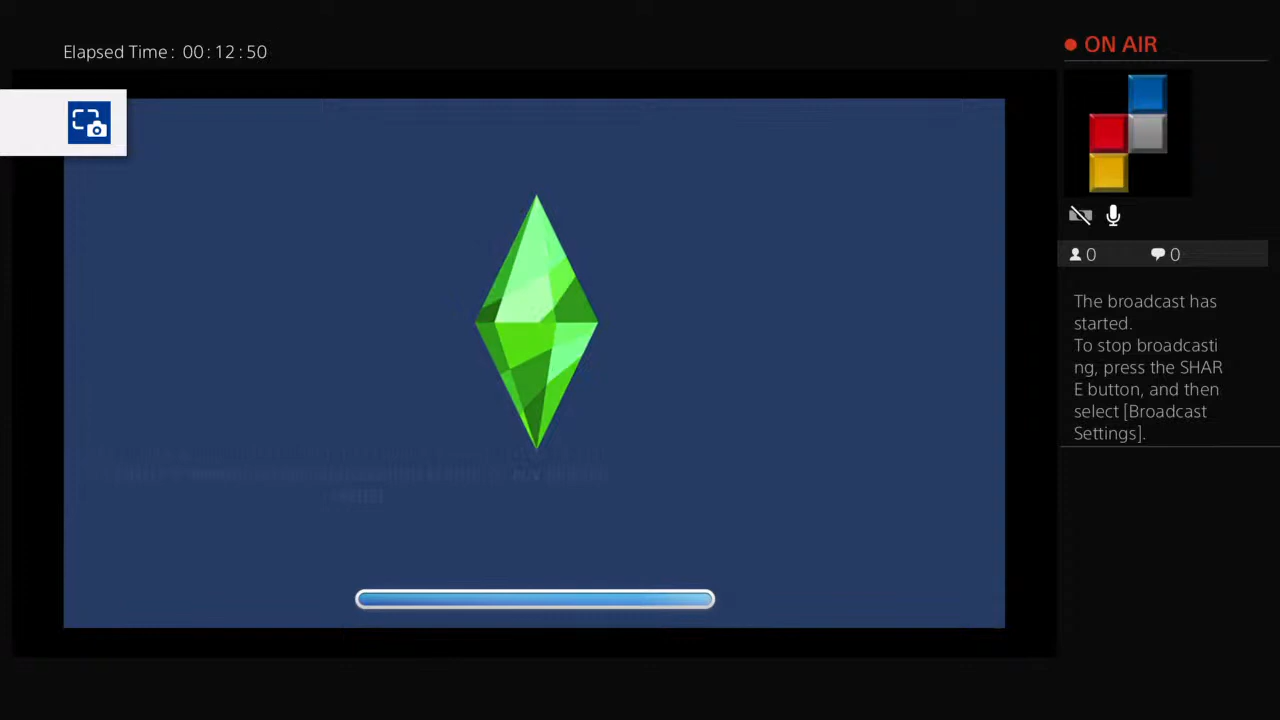 Elapsed Time: 00:12:50
ON AIR
0
0
The broadcast has
started.
To stop broadcasti
ng, press the SHAR
E button, and then
select [Broadcast
Settings].